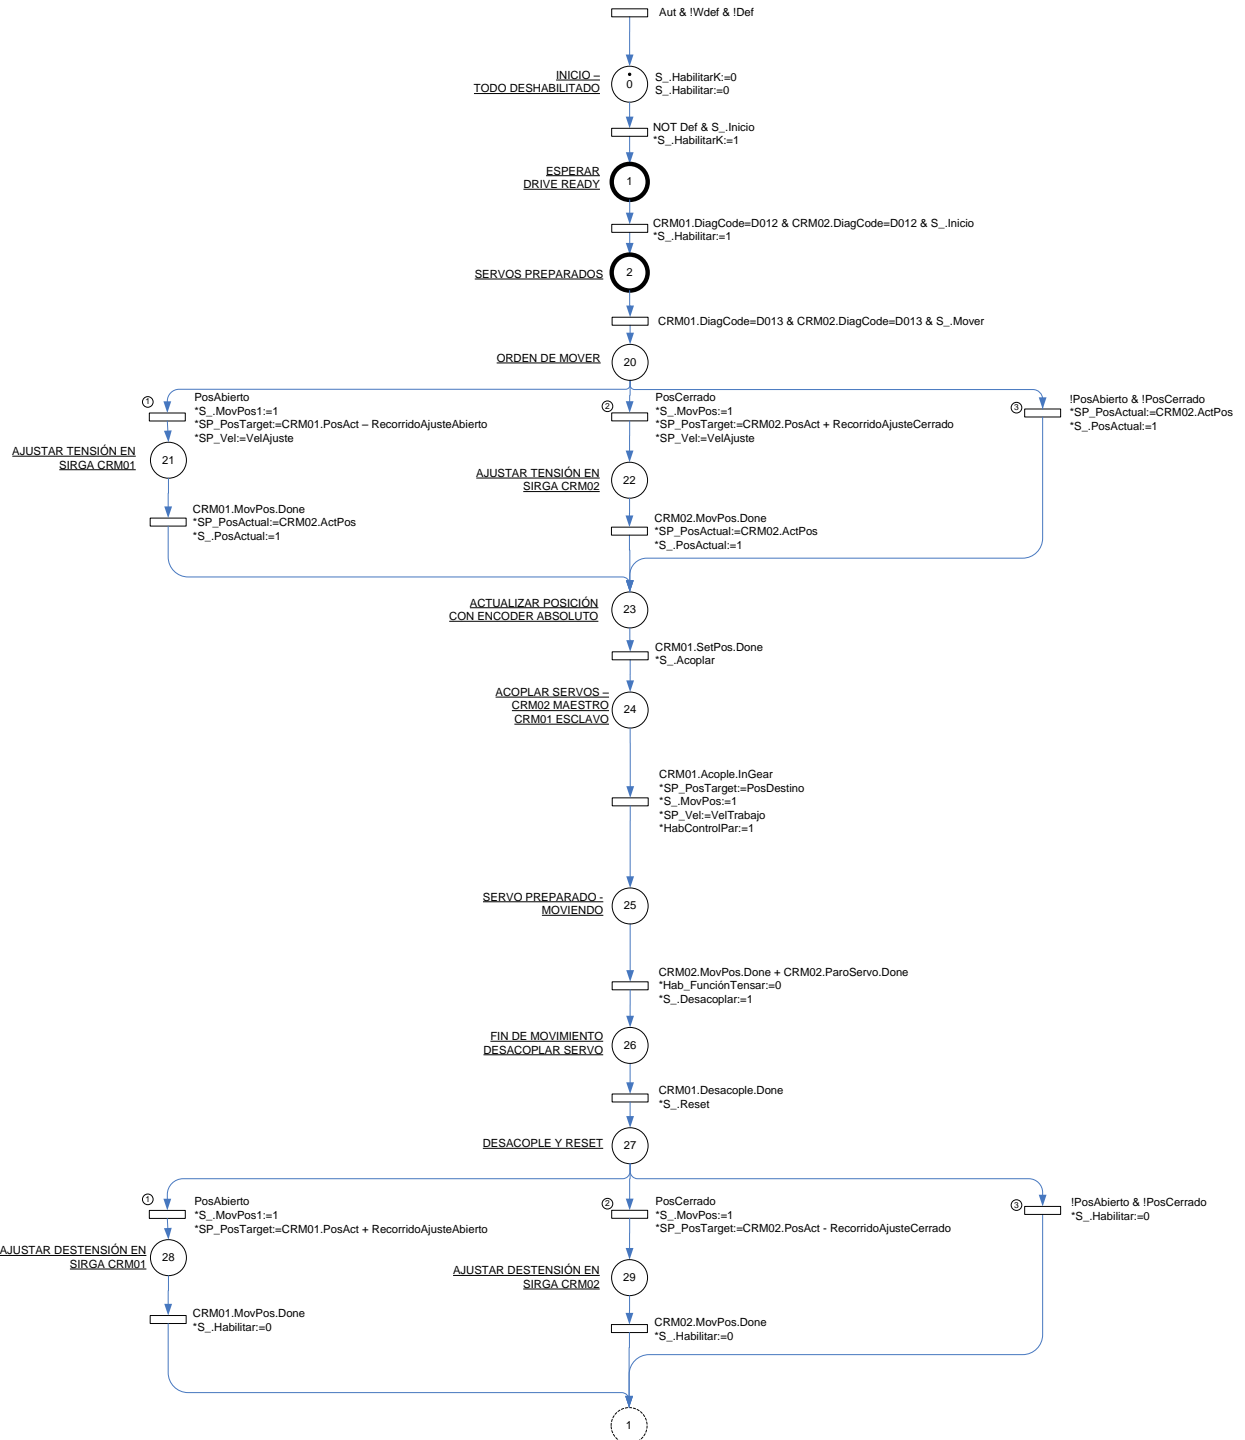 Aut & !Wdef & !Def
INICIO –
TODO DESHABILITADO
0
S_.HabilitarK:=0
S_.Habilitar:=0
NOT Def & S_.Inicio
*S_.HabilitarK:=1
ESPERAR
DRIVE READY
1
CRM01.DiagCode=D012 & CRM02.DiagCode=D012 & S_.Inicio
*S_.Habilitar:=1
SERVOS PREPARADOS
2
CRM01.DiagCode=D013 & CRM02.DiagCode=D013 & S_.Mover
ORDEN DE MOVER
20
1
PosAbierto
*S_.MovPos1:=1
*SP_PosTarget:=CRM01.PosAct – RecorridoAjusteAbierto
*SP_Vel:=VelAjuste
2
PosCerrado
*S_.MovPos:=1
*SP_PosTarget:=CRM02.PosAct + RecorridoAjusteCerrado
*SP_Vel:=VelAjuste
3
!PosAbierto & !PosCerrado
*SP_PosActual:=CRM02.ActPos
*S_.PosActual:=1
AJUSTAR TENSIÓN EN
SIRGA CRM01
21
AJUSTAR TENSIÓN EN
SIRGA CRM02
22
CRM01.MovPos.Done
*SP_PosActual:=CRM02.ActPos
*S_.PosActual:=1
CRM02.MovPos.Done
*SP_PosActual:=CRM02.ActPos
*S_.PosActual:=1
ACTUALIZAR POSICIÓN
CON ENCODER ABSOLUTO
23
CRM01.SetPos.Done
*S_.Acoplar
ACOPLAR SERVOS –
CRM02 MAESTRO
CRM01 ESCLAVO
24
CRM01.Acople.InGear
*SP_PosTarget:=PosDestino
*S_.MovPos:=1
*SP_Vel:=VelTrabajo
*HabControlPar:=1
SERVO PREPARADO -
MOVIENDO
25
CRM02.MovPos.Done + CRM02.ParoServo.Done
*Hab_FunciónTensar:=0
*S_.Desacoplar:=1
FIN DE MOVIMIENTO
DESACOPLAR SERVO
26
CRM01.Desacople.Done
*S_.Reset
DESACOPLE Y RESET
27
1
PosAbierto
*S_.MovPos1:=1
*SP_PosTarget:=CRM01.PosAct + RecorridoAjusteAbierto
2
PosCerrado
*S_.MovPos:=1
*SP_PosTarget:=CRM02.PosAct - RecorridoAjusteCerrado
3
!PosAbierto & !PosCerrado
*S_.Habilitar:=0
AJUSTAR DESTENSIÓN EN
SIRGA CRM01
28
AJUSTAR DESTENSIÓN EN
SIRGA CRM02
29
CRM01.MovPos.Done
*S_.Habilitar:=0
CRM02.MovPos.Done
*S_.Habilitar:=0
1